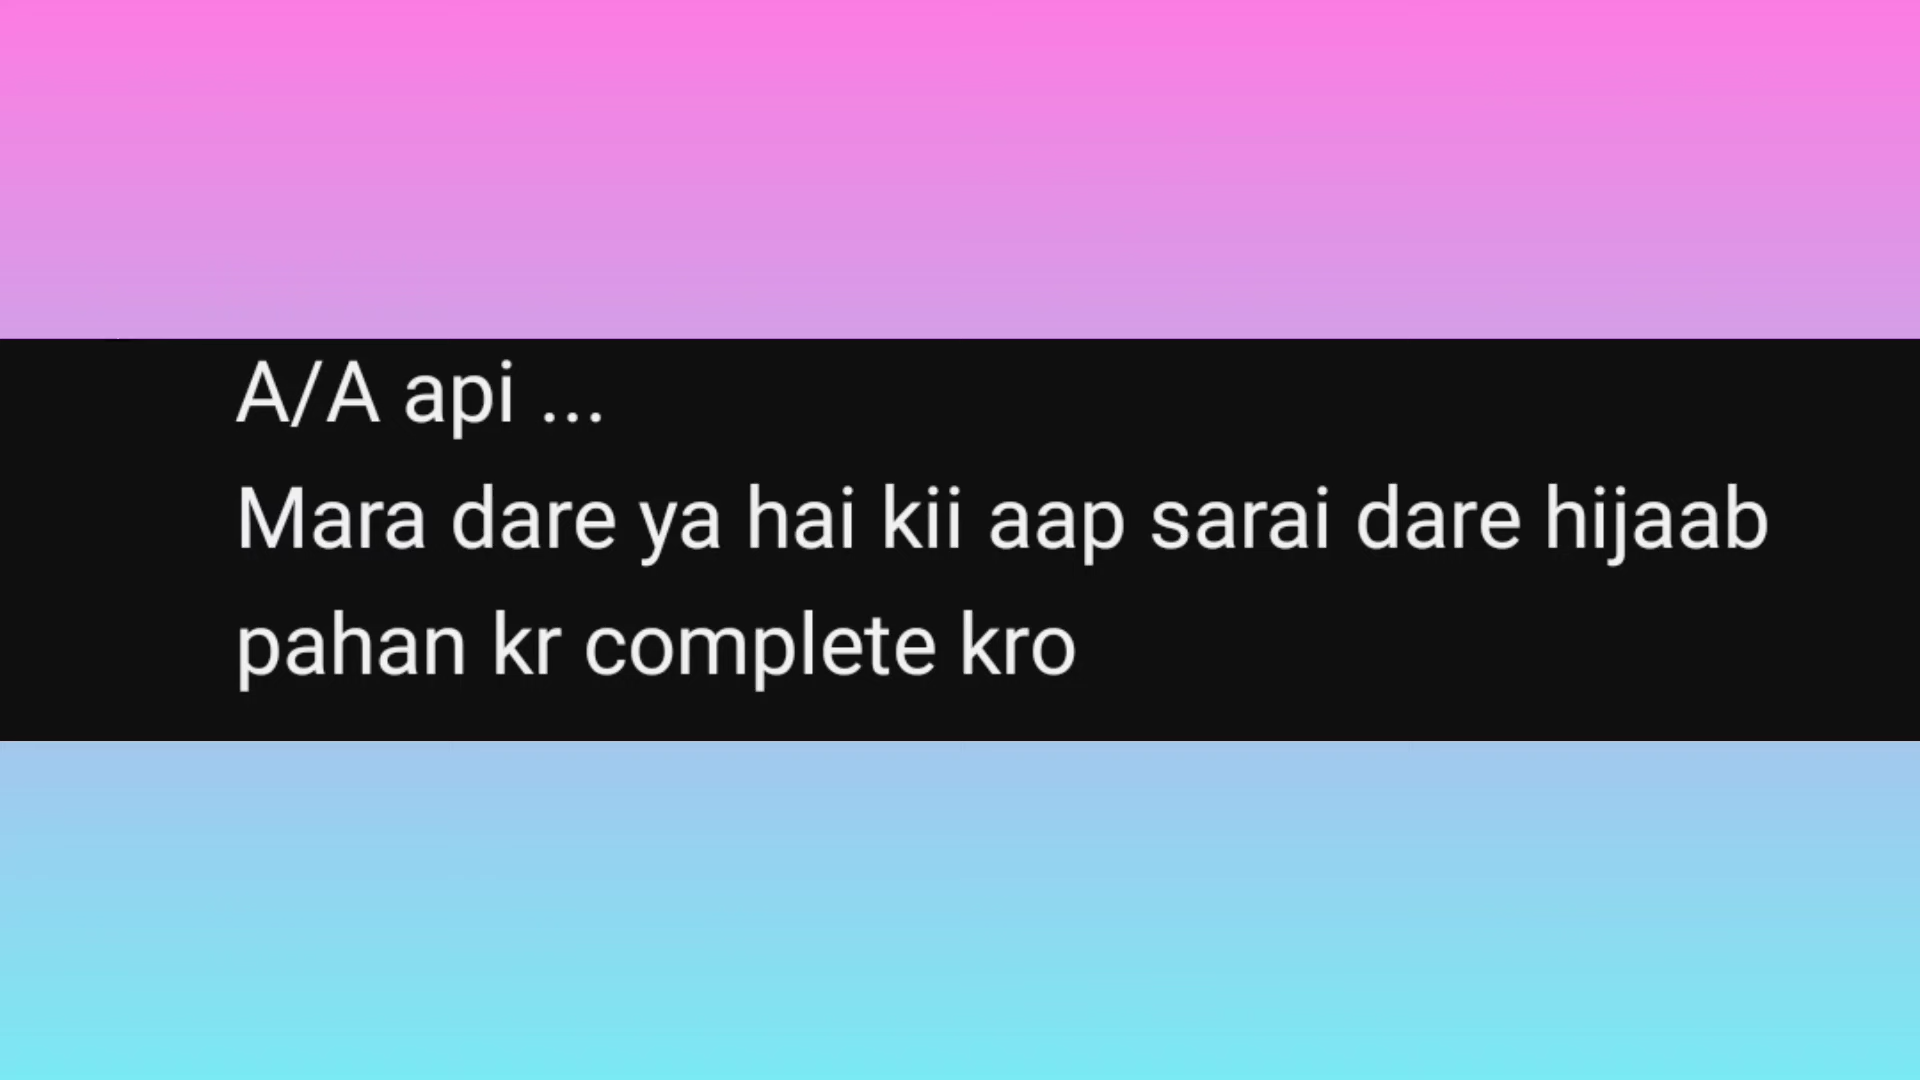 A/A api ...
Mara dare ya hai kii aap sarai dare hijaab
pahan kr complete kro